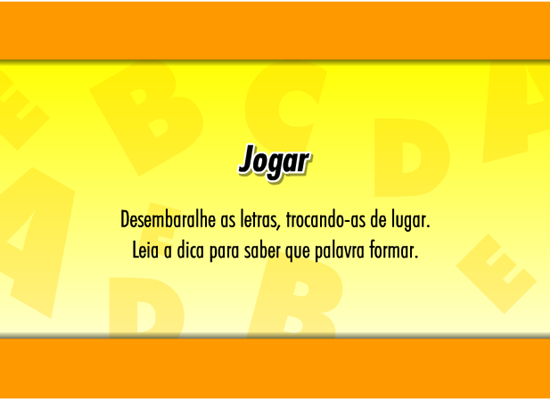 Jogar
Desembaralhe as letras, trocando-as de lugar.
Leia a dica para saber que palavra formar.
E
B
C
D
A
A
D
B
E